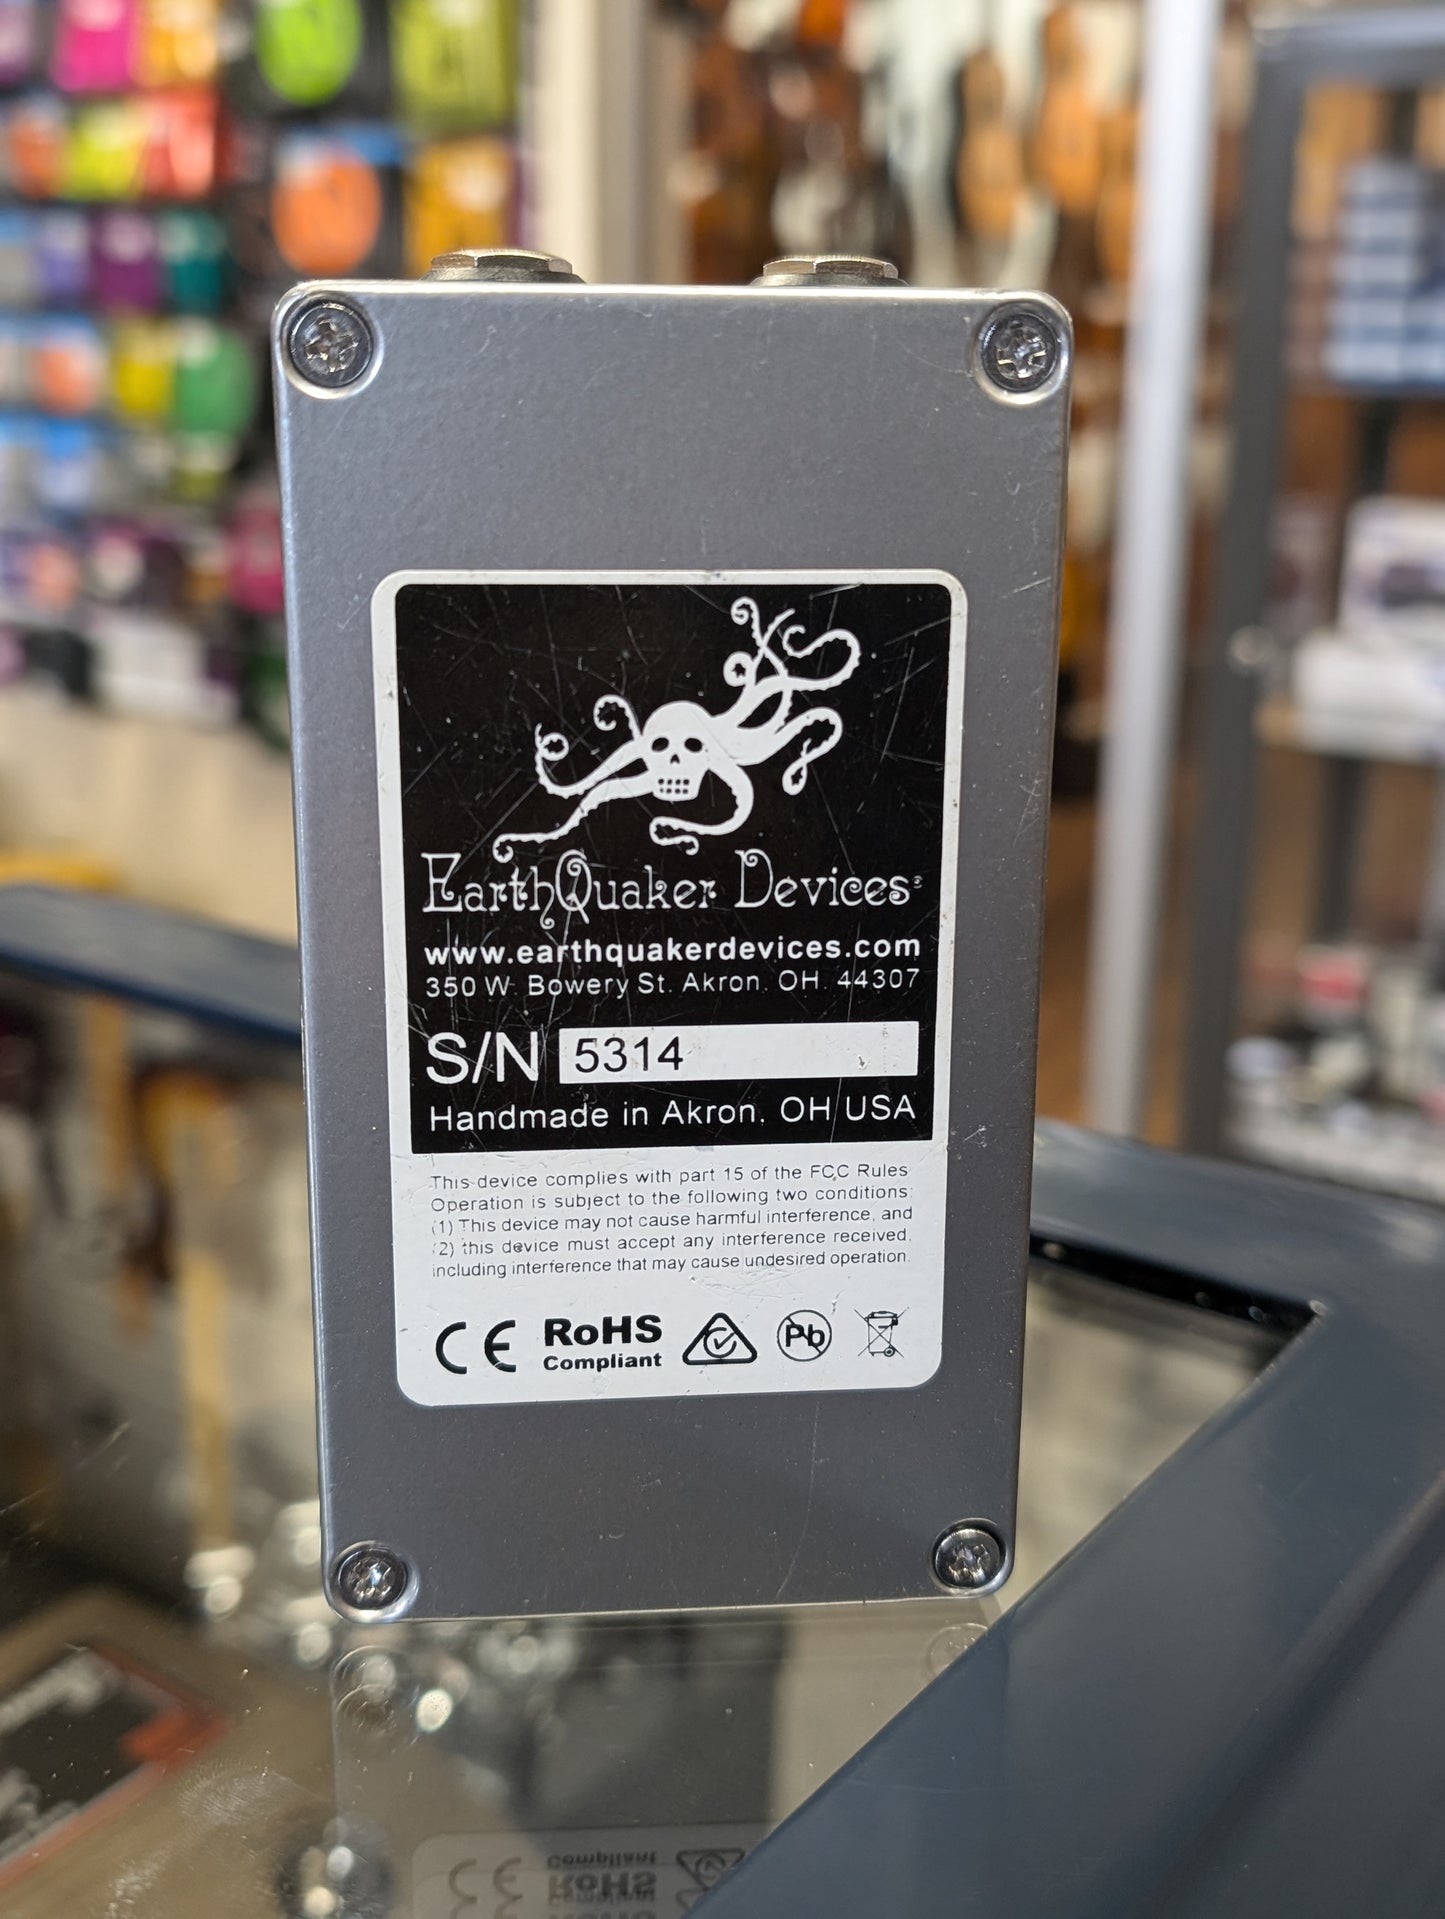 EarthQuaker Devices
www.earthquakerdevices.com
350 W. Bowery St. Akron, OH. 44307
S/N 5314
Handmade in Akron, OH USA
This device complies with part 15 of the FCC Rules
Operation is subject to the following two conditions:
(1) This device may not cause harmful interference, and
(2) this device must accept any interference received,
including interference that may cause undesired operation.
CE RoHS Pb
Compliant